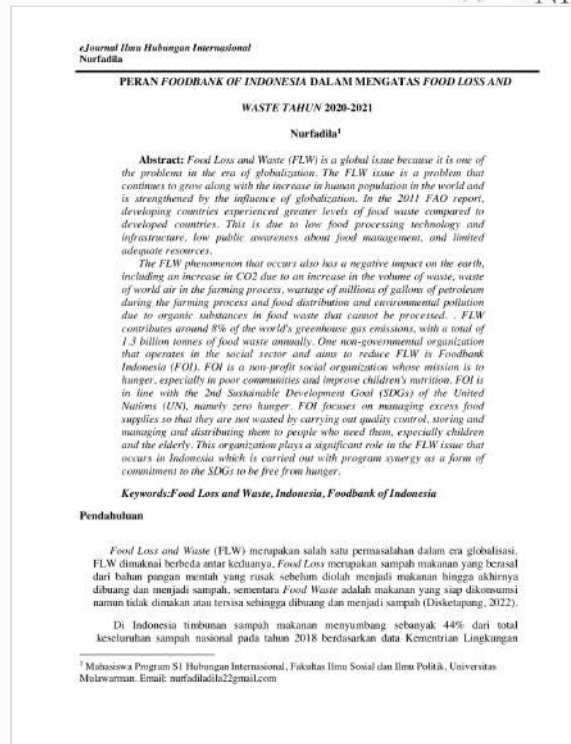 eJournal Ilmu Hubungan Internasional
Nurfadila
PERAN FOODBANK OF INDONESIA DALAM MENGATAS FOOD LOSS AND
WASTE TAHUN 2020-2021
Nurfadila¹
Abstract: Food Loss and Waste (FLW) is a global issue because it is one of
the problems in the era of globalization. The FLW issue is a problem that
continues to grow along with the increase in human population in the world and
is strengthened by the influence of globalization. In the 2011 FAO report,
developing countries experienced greater levels of food waste compared to
developed countries. This is due to low food processing technology and
infrastructure, low public awareness about food management, and limited
adequate resources.
The FLW phenomenon that occurs also has a negative impact on the earth,
including an increase in CO2 due to an increase in the volume of waste, waste
of world air in the farming process, wastage of millions of gallons of petroleum
during the farming process and food distribution and environmental pollution
due to organic substances in food waste that cannot be processed. . FLW
contributes around 8% of the world's greenhouse gas emissions, with a total of
1.3 billion tonnes of food waste annually. One non-governmental organization
that operates in the social sector and aims to reduce FLW is Foodbank
Indonesia (FOI). FOI is a non-profit social organization whose mission is to
hunger, especially in poor communities and improve children's nutrition. FOI is
in line with the 2nd Sustainable Development Goal (SDGs) of the United
Nations (UN), namely zero hunger. FOI focuses on managing excess food
supplies so that they are not wasted by carrying out quality control, storing and
managing and distributing them to people who need them, especially children
and the elderly. This organization plays a significant role in the FLW issue that
occurs in Indonesia which is carried out with program synergy as a form of
commitment to the SDGs to be free from hunger.
Keywords:Food Loss and Waste, Indonesia, Foodbank of Indonesia
Pendahuluan
Food Loss and Waste (FLW) merupakan salah satu permasalahan dalam era globalisasi.
FLW dimaknai berbeda antar keduanya, Food Loss merupakan sampah makanan yang berasal
dari bahan pangan mentah yang rusak sebelum diolah menjadi makanan hingga akhirnya
dibuang dan menjadi sampah, sementara Food Waste adalah makanan yang siap dikonsumsi
namun tidak dimakan atau tersisa sehingga dibuang dan menjadi sampah (Disketapang, 2022).
Di Indonesia timbunan sampah makanan menyumbang sebanyak 44% dari total
keseluruhan sampah nasional pada tahun 2018 berdasarkan data Kementrian Lingkungan
¹ Mahasiswa Program S1 Hubungan Internasional, Fakultas Ilmu Sosial dan Ilmu Politik, Universitas
Mulawarman. Email: nurfadiladila22gmail.com